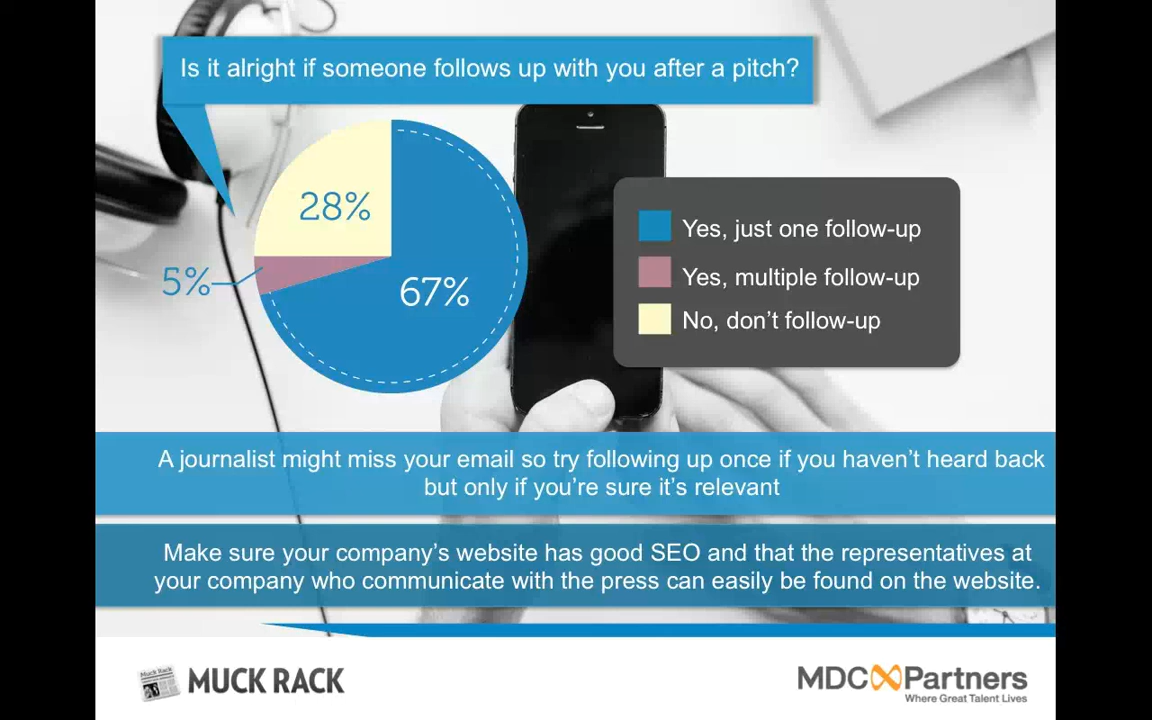 Is it alright if someone follows up with you after a pitch?
28%
5%
67%
Yes, just one follow-up
Yes, multiple follow-up
No, don’t follow-up
A journalist might miss your email so try following up once if you haven’t heard back
but only if you’re sure it’s relevant
Make sure your company’s website has good SEO and that the representatives at
your company who communicate with the press can easily be found on the website.
Muck Rack
MUCK RACK
MDC Partners
Where Great Talent Lives